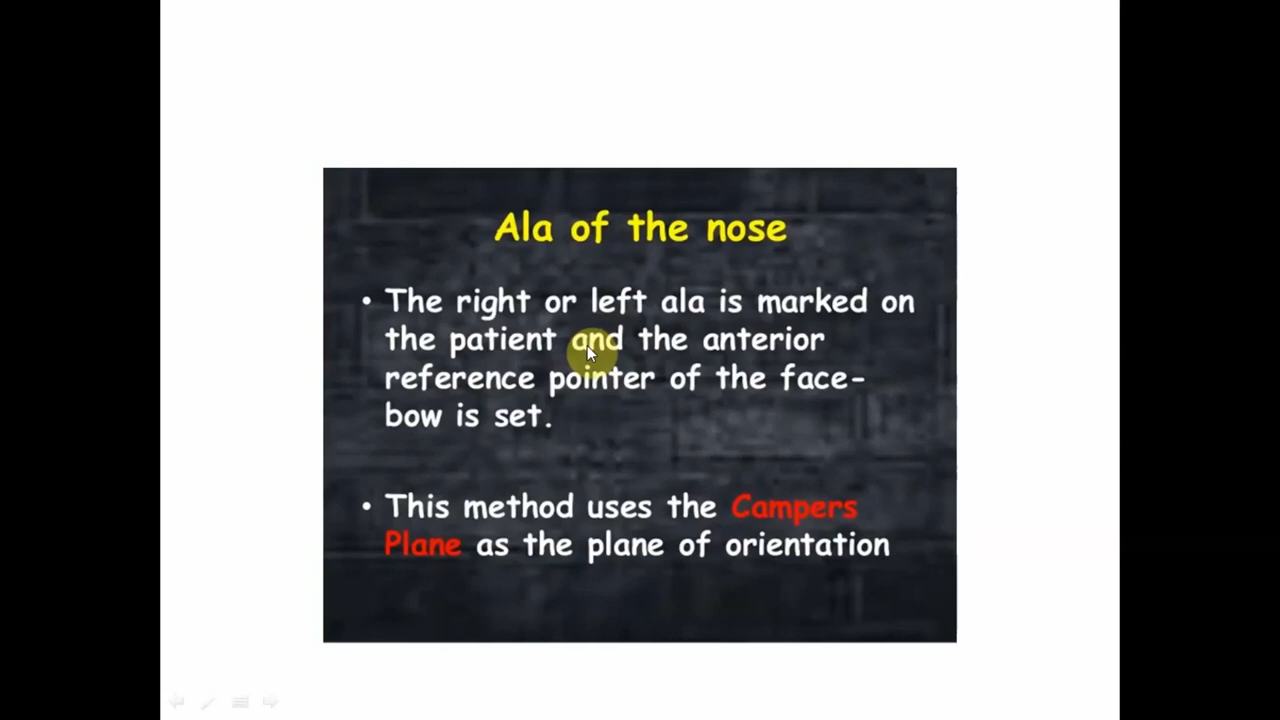 Ala of the nose
• The right or left ala is marked on
the patient and the anterior
reference pointer of the face-
bow is set.
• This method uses the Campers
Plane as the plane of orientation